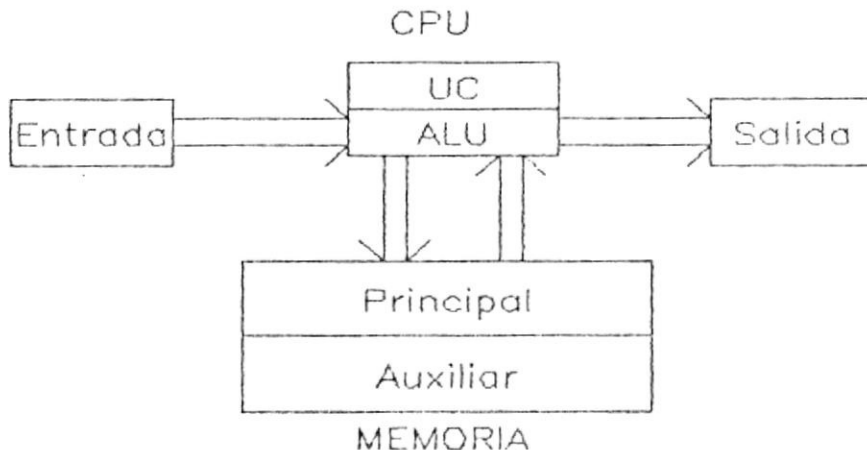 CPU
UC
Entrada
ALU
Salida
Principal
Auxiliar
MEMORIA